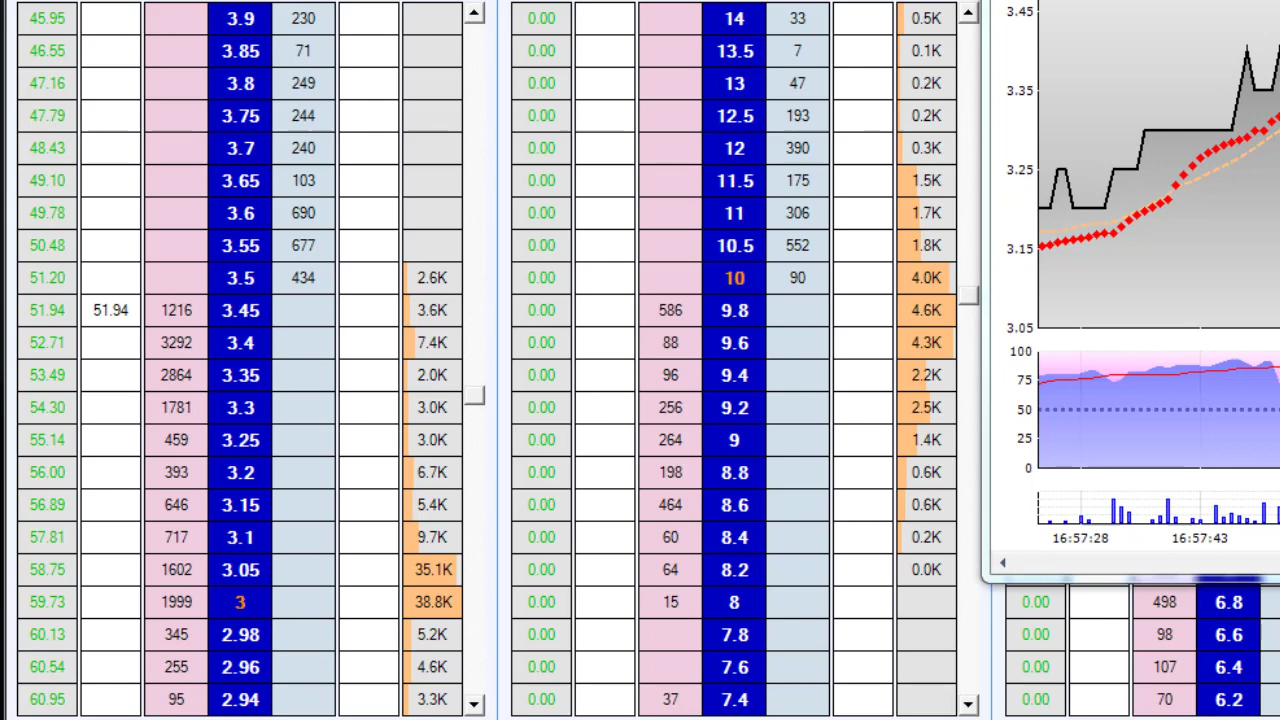 45.95 3.9 230
46.55 3.85 71
47.16 3.8 249
47.79 3.75 244
48.43 3.7 240
49.10 3.65 103
49.78 3.6 690
50.48 3.55 677
51.20 3.5 434 2.6K
51.94 51.94 1216 3.45 3.6K
52.71 3292 3.4 7.4K
53.49 2864 3.35 2.0K
54.30 1781 3.3 3.0K
55.14 459 3.25 3.0K
56.00 393 3.2 6.7K
56.89 646 3.15 5.4K
57.81 717 3.1 9.7K
58.75 1602 3.05 35.1K
59.73 1999 3 38.8K
60.13 345 2.98 5.2K
60.54 255 2.96 4.6K
60.95 95 2.94 3.3K
0.00 14 33 0.5K
0.00 13.5 7 0.1K
0.00 13 47 0.2K
0.00 12.5 193 0.2K
0.00 12 390 0.3K
0.00 11.5 175 1.5K
0.00 11 306 1.7K
0.00 10.5 552 1.8K
0.00 10 90 4.0K
0.00 586 9.8 4.6K
0.00 88 9.6 4.3K
0.00 96 9.4 2.2K
0.00 256 9.2 2.5K
0.00 264 9 1.4K
0.00 198 8.8 0.6K
0.00 464 8.6 0.6K
0.00 60 8.4 0.2K
0.00 64 8.2 0.0K
0.00 15 8
0.00 7.8
0.00 7.6
0.00 37 7.4
3.45
3.35
3.25
3.15
3.05
100
75
50
25
0
16:57:28 16:57:43
0.00 498 6.8
0.00 98 6.6
0.00 107 6.4
0.00 70 6.2